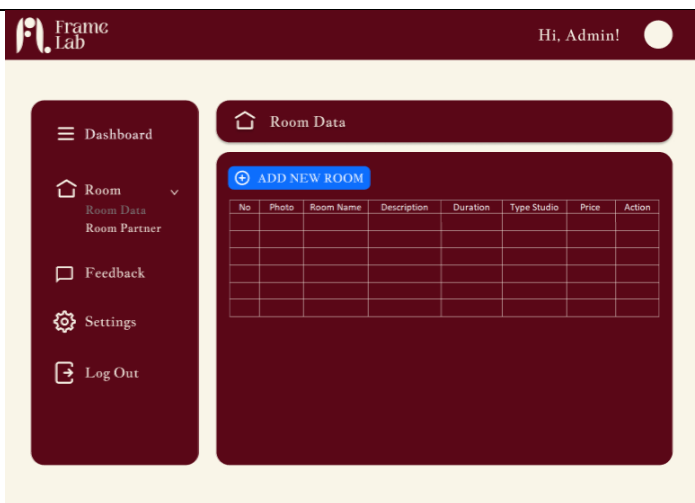 Frame
Lab
Hi, Admin!
Dashboard
Room
Room Data
Room Partner
Feedback
Settings
Log Out
Room Data
ADD NEW ROOM
No Photo Room Name Description Duration Type Studio Price Action